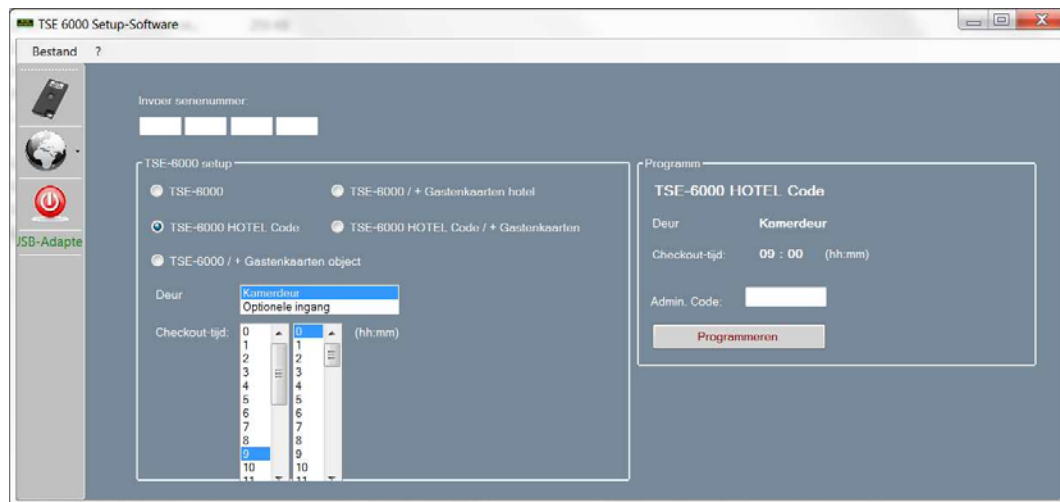 TSE 6000 Setup-Software
Bestand ?
Invoer serienummer:
TSE-6000 setup
TSE-6000
TSE-6000 / + Gastenkaarten hotel
TSE-6000 HOTEL Code
TSE-6000 HOTEL Code / + Gastenkaarten
TSE-6000 / + Gastenkaarten object
Deur
Kamerdeur
Optionele ingang
Checkout-tijd:
0 0 (hh:mm)
1 1
2 2
3 3
4 4
5 5
6 6
7 7
8 8
9 9
10 10
11 11
Programm
TSE-6000 HOTEL Code
Deur Kamerdeur
Checkout-tijd: 09 : 00 (hh:mm)
Admin. Code:
Programmeren
JSB-Adapte